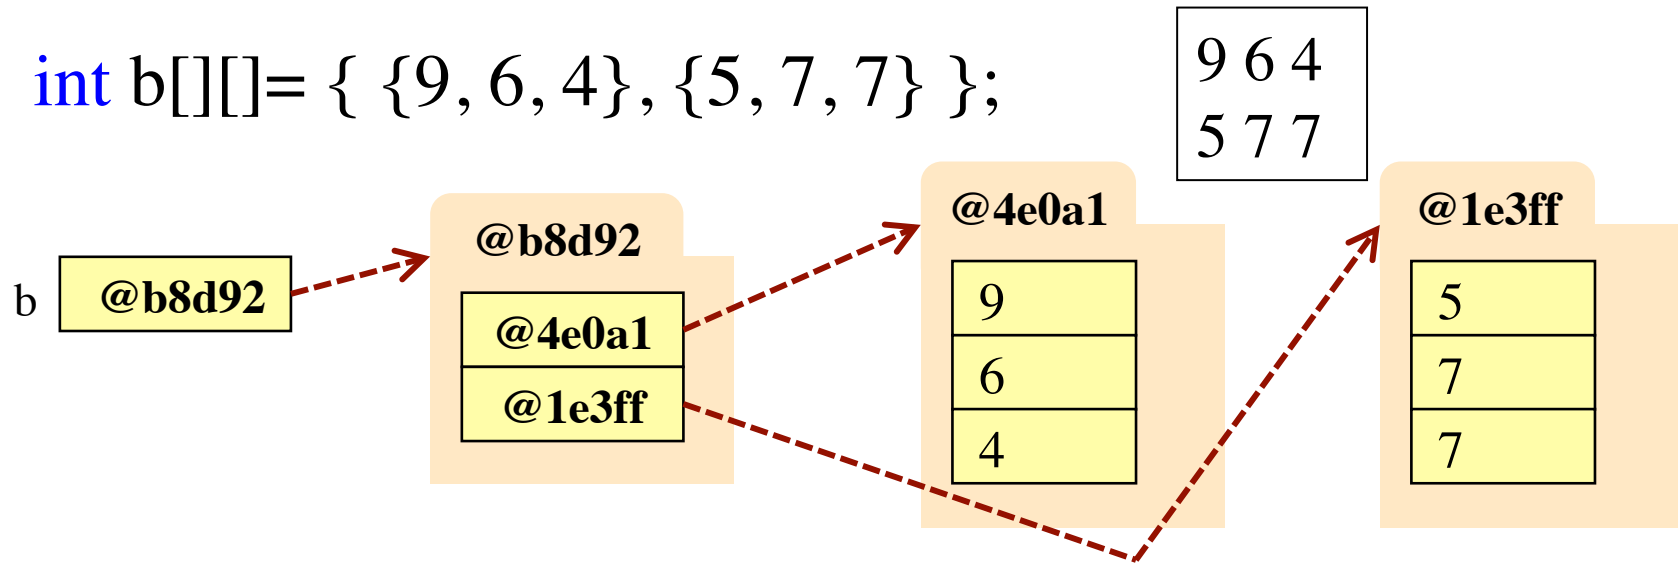 int b[][]= { {9, 6, 4}, {5, 7, 7} };
9 6 4
5 7 7
b
@b8d92
@b8d92
@4e0a1
@1e3ff
@4e0a1
9
6
4
@1e3ff
5
7
7